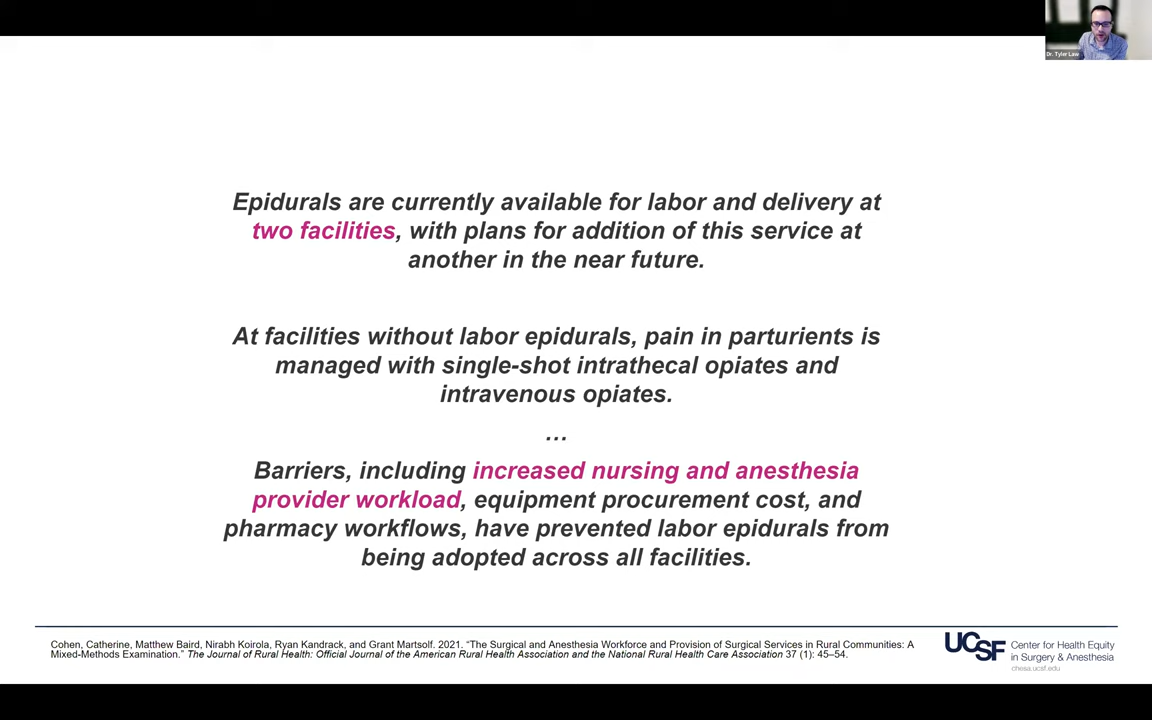 Dr. Tyler Law
Epidurals are currently available for labor and delivery at
two facilities, with plans for addition of this service at
another in the near future.
At facilities without labor epidurals, pain in parturients is
managed with single-shot intrathecal opiates and
intravenous opiates.
…
Barriers, including increased nursing and anesthesia
provider workload, equipment procurement cost, and
pharmacy workflows, have prevented labor epidurals from
being adopted across all facilities.
Cohen, Catherine, Matthew Baird, Nirabh Koirola, Ryan Kandrack, and Grant Martsolf. 2021. “The Surgical and Anesthesia Workforce and Provision of Surgical Services in Rural Communities: A
Mixed-Methods Examination.” The Journal of Rural Health: Official Journal of the American Rural Health Association and the National Rural Health Care Association 37 (1): 45–54.
UCSF
Center for Health Equity
in Surgery & Anesthesia
chesa.ucsf.edu